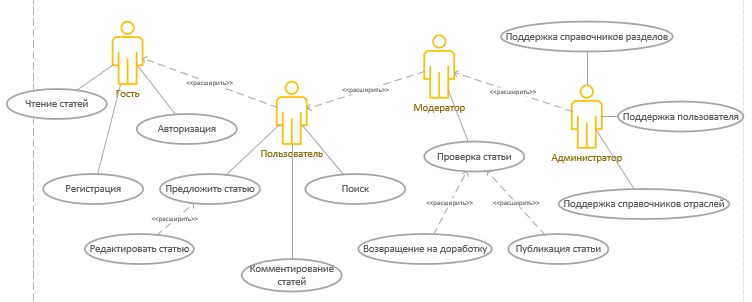 Поддержка справочников разделов
<<расширить>>
<<расширить>>
<<расширить>>
Гость
Чтение статей
Модератор
Поддержка пользователя
Авторизация
Пользователь
Проверка статьи
Администратор
Регистрация
Предложить статью
Поиск
<<расширить>>
<<расширить>>
Поддержка справочников отраслей
<<расширить>>
Редактировать статью
Возвращение на доработку
Публикация статьи
Комментирование
статей